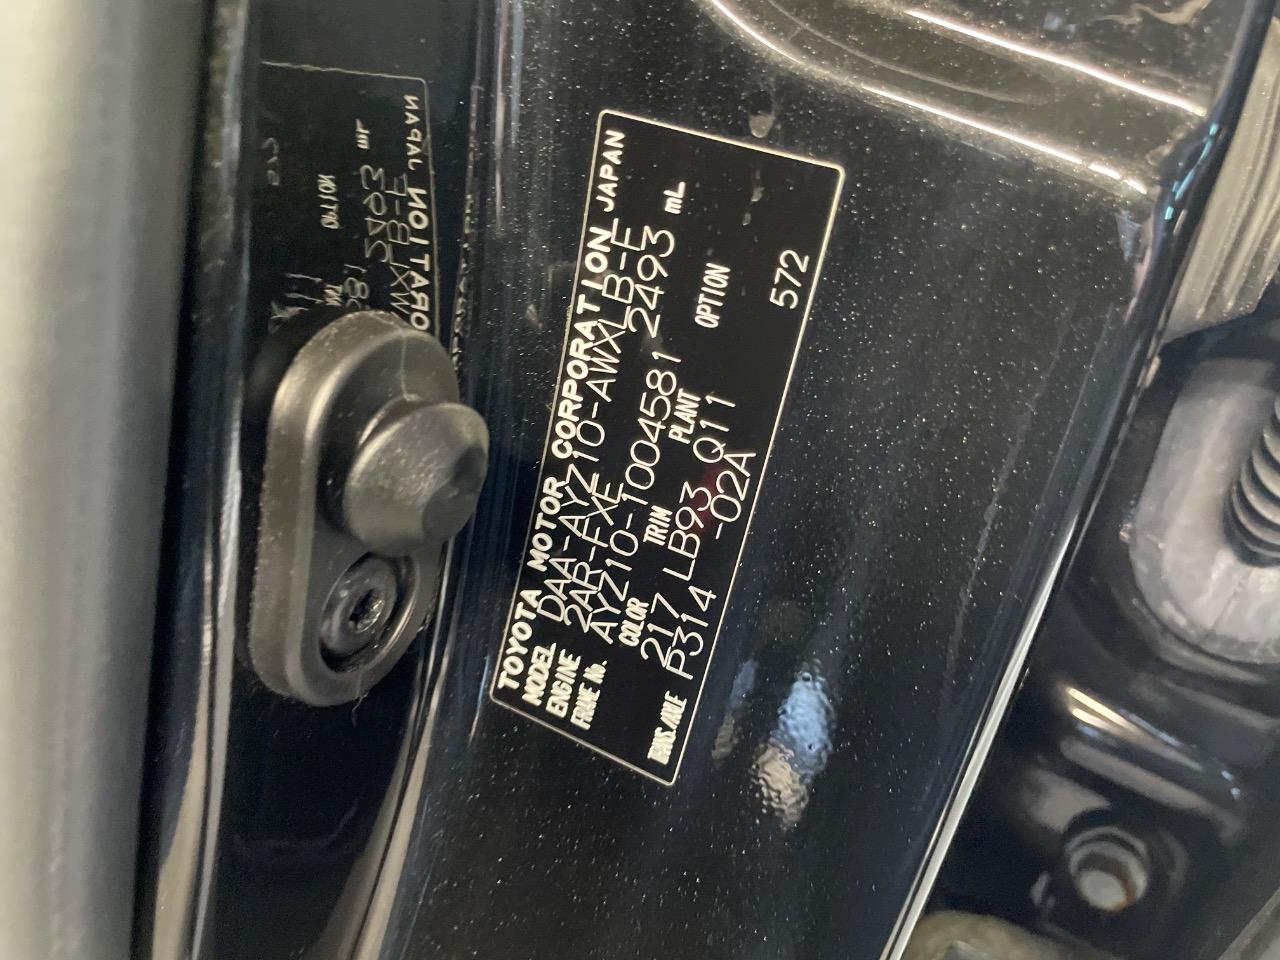 TOYOTA MOTOR CORPORATION JAPAN
MODEL DAA-AYZ10-AWXLB-E
ENGINE 2AR-FXE 2493 mL
FRAME No. AYZ10-1004581
COLOR TRIM PLANT OPTION
217 LB93 Q11
TRANS./AXLE P314 -02A 572